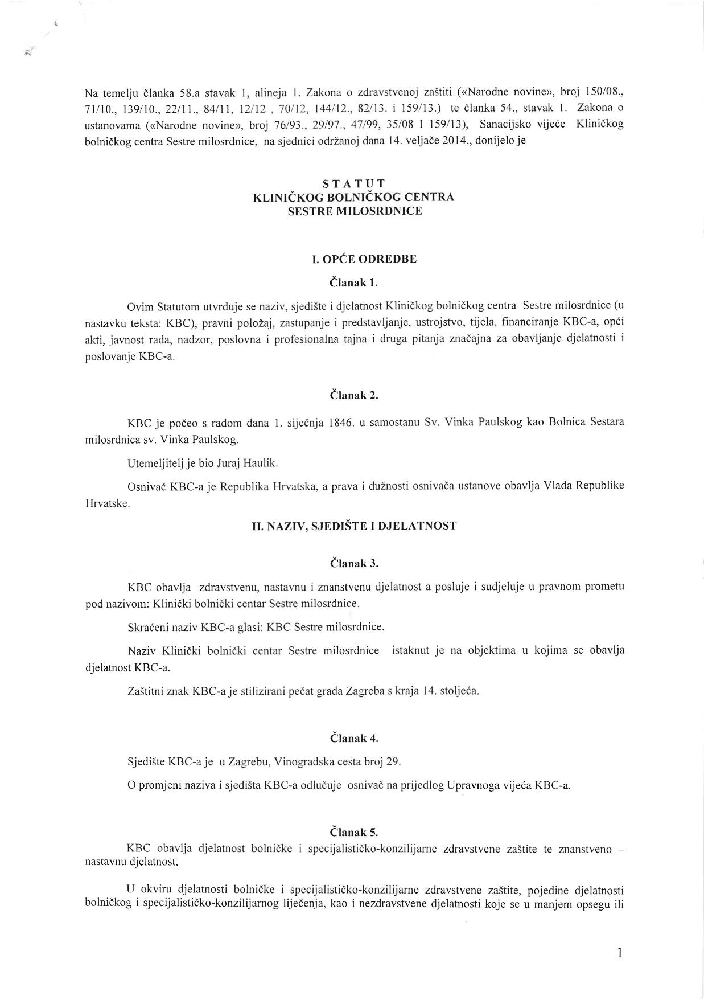 Na temelju članka 58.a stavak 1, alineja 1. Zakona o zdravstvenoj zaštiti («Narodne novine», broj 150/08.,
71/10., 139/10., 22/11., 84/11, 12/12 , 70/12, 144/12., 82/13. i 159/13.) te članka 54., stavak 1. Zakona o
ustanovama («Narodne novine», broj 76/93., 29/97., 47/99, 35/08 I 159/13), Sanacijsko vijeće Kliničkog
bolničkog centra Sestre milosrdnice, na sjednici održanoj dana 14. veljače 2014., donijelo je
S T A T U T
KLINIČKOG BOLNIČKOG CENTRA
SESTRE MILOSRDNICE
I. OPĆE ODREDBE
Članak 1.
Ovim Statutom utvrđuje se naziv, sjedište i djelatnost Kliničkog bolničkog centra Sestre milosrdnice (u
nastavku teksta: KBC), pravni položaj, zastupanje i predstavljanje, ustrojstvo, tijela, financiranje KBC-a, opći
akti, javnost rada, nadzor, poslovna i profesionalna tajna i druga pitanja značajna za obavljanje djelatnosti i
poslovanje KBC-a.
Članak 2.
KBC je počeo s radom dana 1. siječnja 1846. u samostanu Sv. Vinka Paulskog kao Bolnica Sestara
milosrdnica sv. Vinka Paulskog.
Utemeljitelj je bio Juraj Haulik.
Osnivač KBC-a je Republika Hrvatska, a prava i dužnosti osnivača ustanove obavlja Vlada Republike
Hrvatske.
II. NAZIV, SJEDIŠTE I DJELATNOST
Članak 3.
KBC obavlja zdravstvenu, nastavnu i znanstvenu djelatnost a posluje i sudjeluje u pravnom prometu
pod nazivom: Klinički bolnički centar Sestre milosrdnice.
Skraćeni naziv KBC-a glasi: KBC Sestre milosrdnice.
Naziv Klinički bolnički centar Sestre milosrdnice istaknut je na objektima u kojima se obavlja
djelatnost KBC-a.
Zaštitni znak KBC-a je stilizirani pečat grada Zagreba s kraja 14. stoljeća.
Članak 4.
Sjedište KBC-a je u Zagrebu, Vinogradska cesta broj 29.
O promjeni naziva i sjedišta KBC-a odlučuje osnivač na prijedlog Upravnoga vijeća KBC-a.
Članak 5.
KBC obavlja djelatnost bolničke i specijalističko-konzilijarne zdravstvene zaštite te znanstveno –
nastavnu djelatnost.
U okviru djelatnosti bolničke i specijalističko-konzilijarne zdravstvene zaštite, pojedine djelatnosti
bolničkog i specijalističko-konzilijarnog liječenja, kao i nezdravstvene djelatnosti koje se u manjem opsegu ili
1